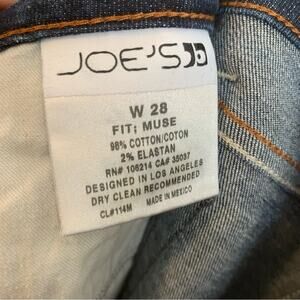 JOE'S
W 28
FIT; MUSE
98% COTTON/COTON
2% ELASTAN
RN# 106214 CA# 35037
DESIGNED IN LOS ANGELES
DRY CLEAN RECOMMENDED
CL#114M MADE IN MEXICO